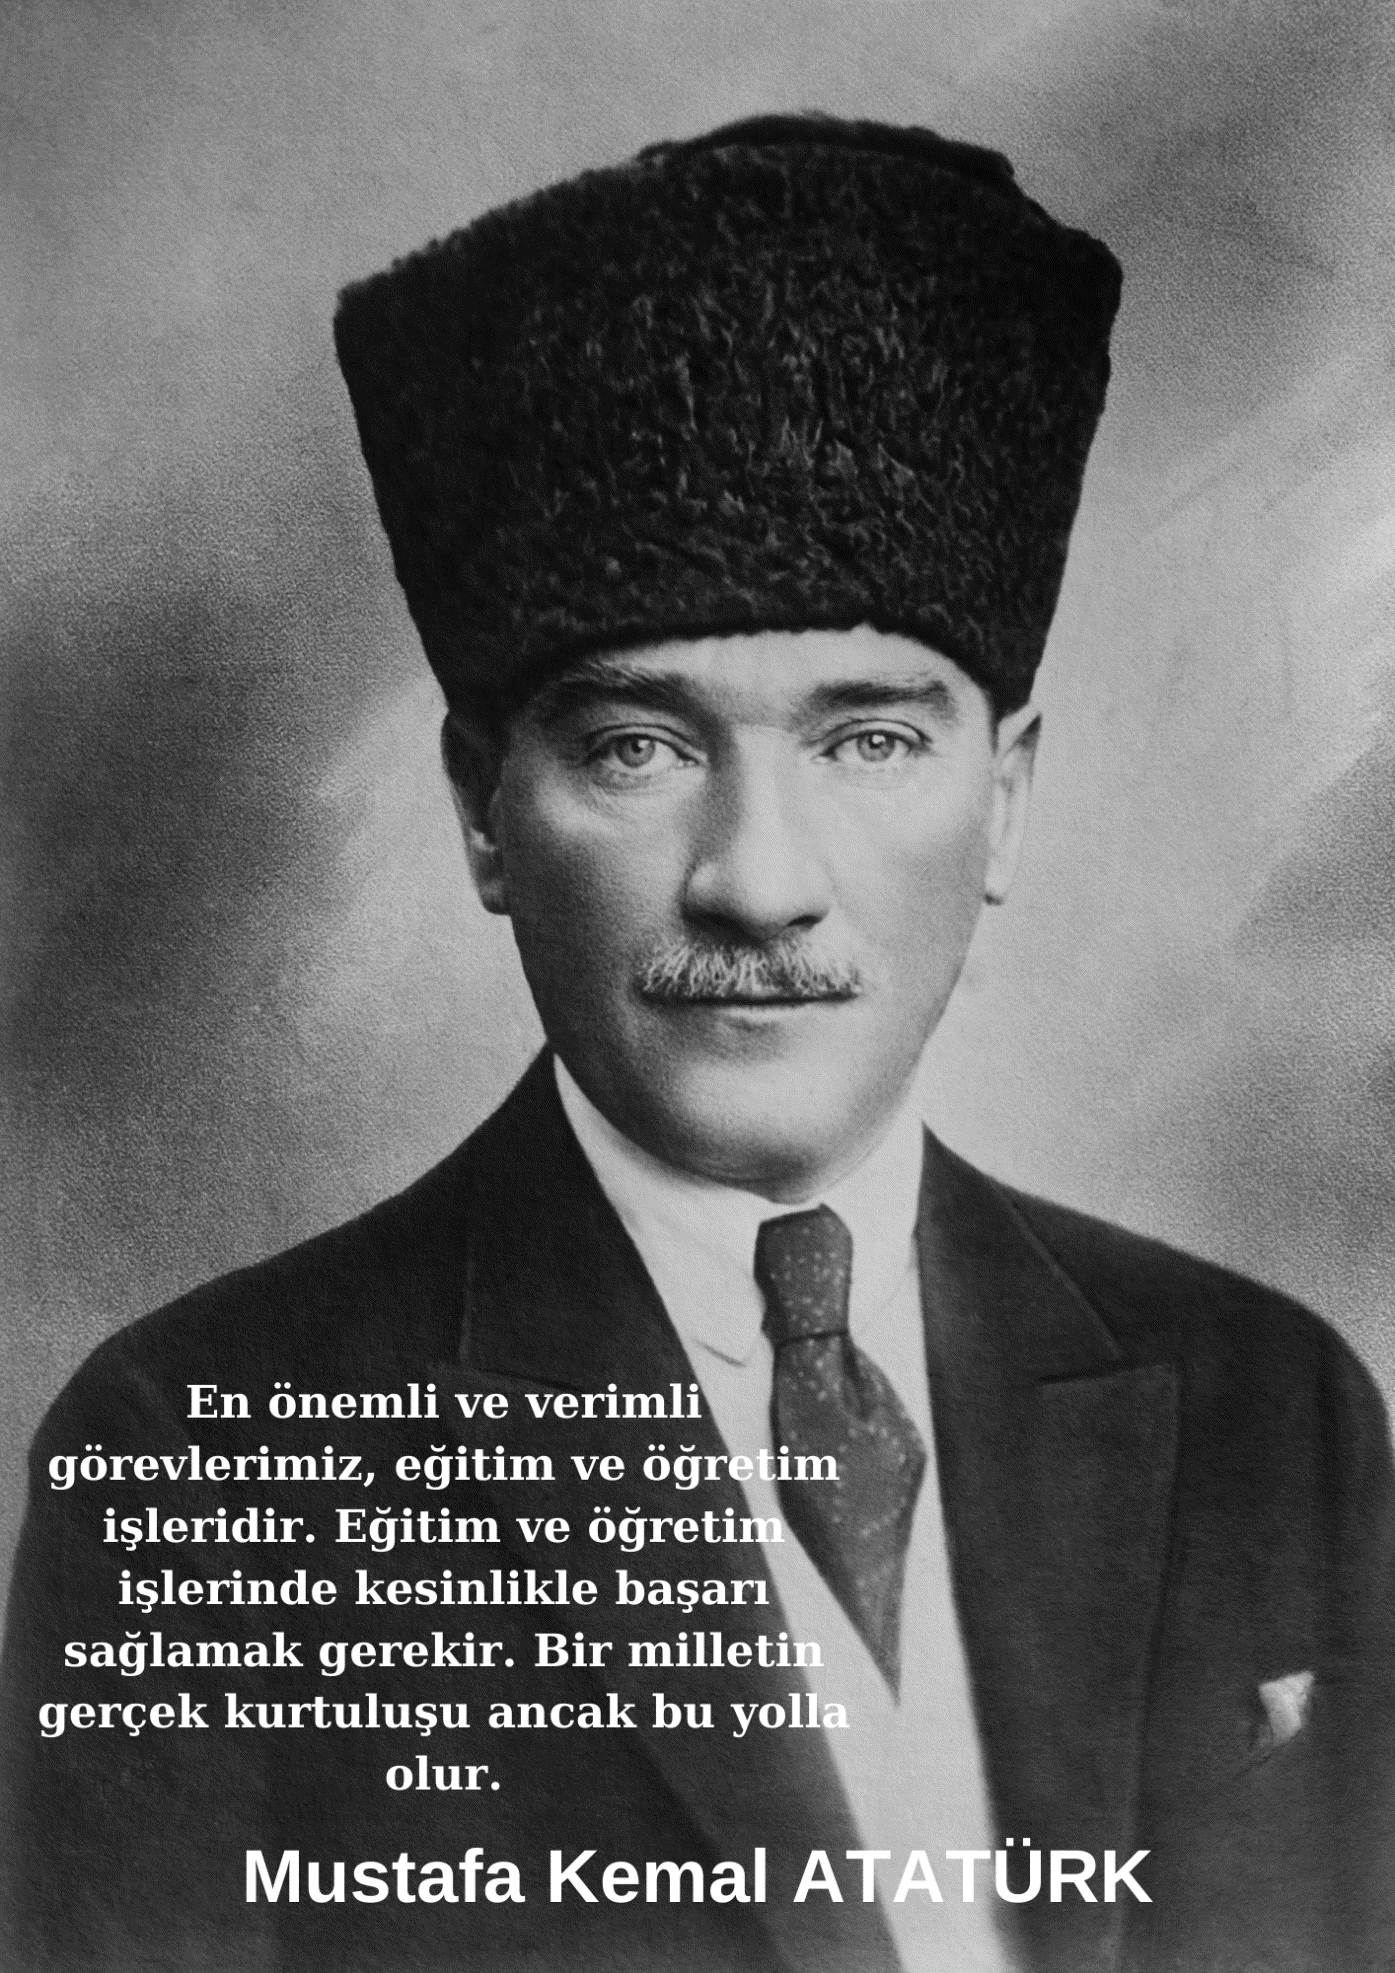 En önemli ve verimli
görevlerimiz, eğitim ve öğretim
işleridir. Eğitim ve öğretim
işlerinde kesinlikle başarı
sağlamak gerekir. Bir milletin
gerçek kurtuluşu ancak bu yolla
olur.
Mustafa Kemal ATATÜRK